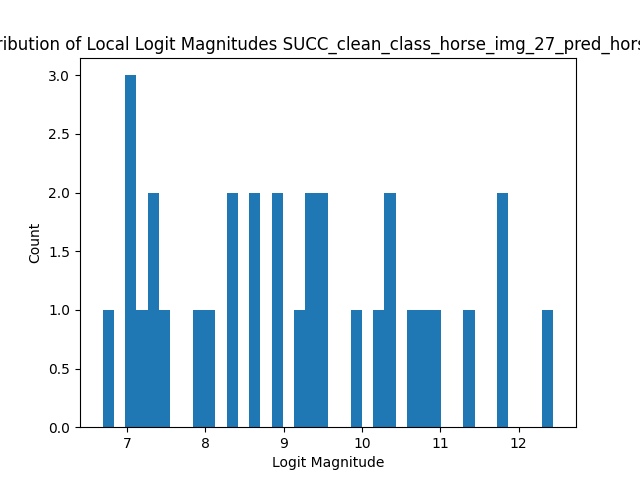 ribution of Local Logit Magnitudes SUCC_clean_class_horse_img_27_pred_hors
3.0
2.5
2.0
1.5
1.0
0.5
0.0
Count
7 8 9 10 11 12
Logit Magnitude